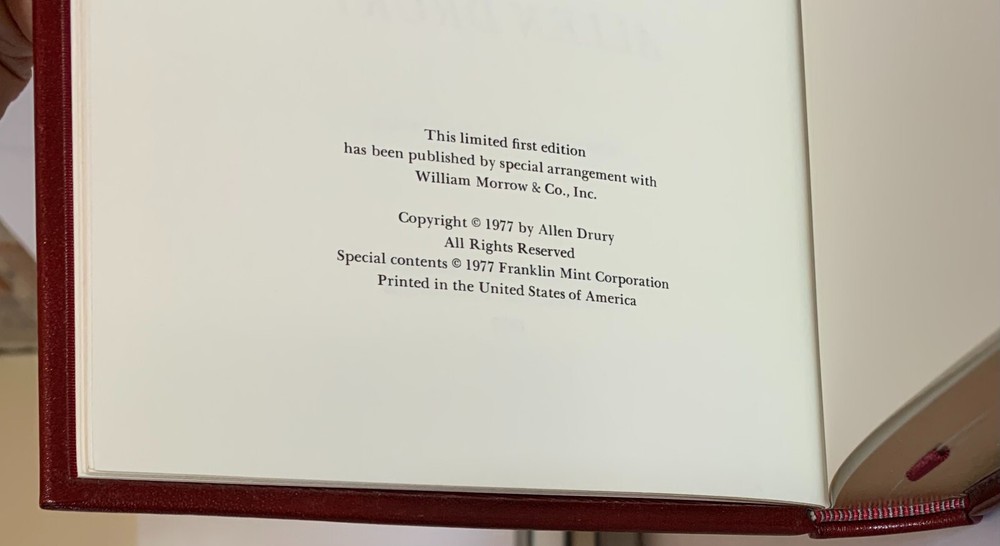 This limited first edition
has been published by special arrangement with
William Morrow & Co., Inc.
Copyright © 1977 by Allen Drury
All Rights Reserved
Special contents © 1977 Franklin Mint Corporation
Printed in the United States of America